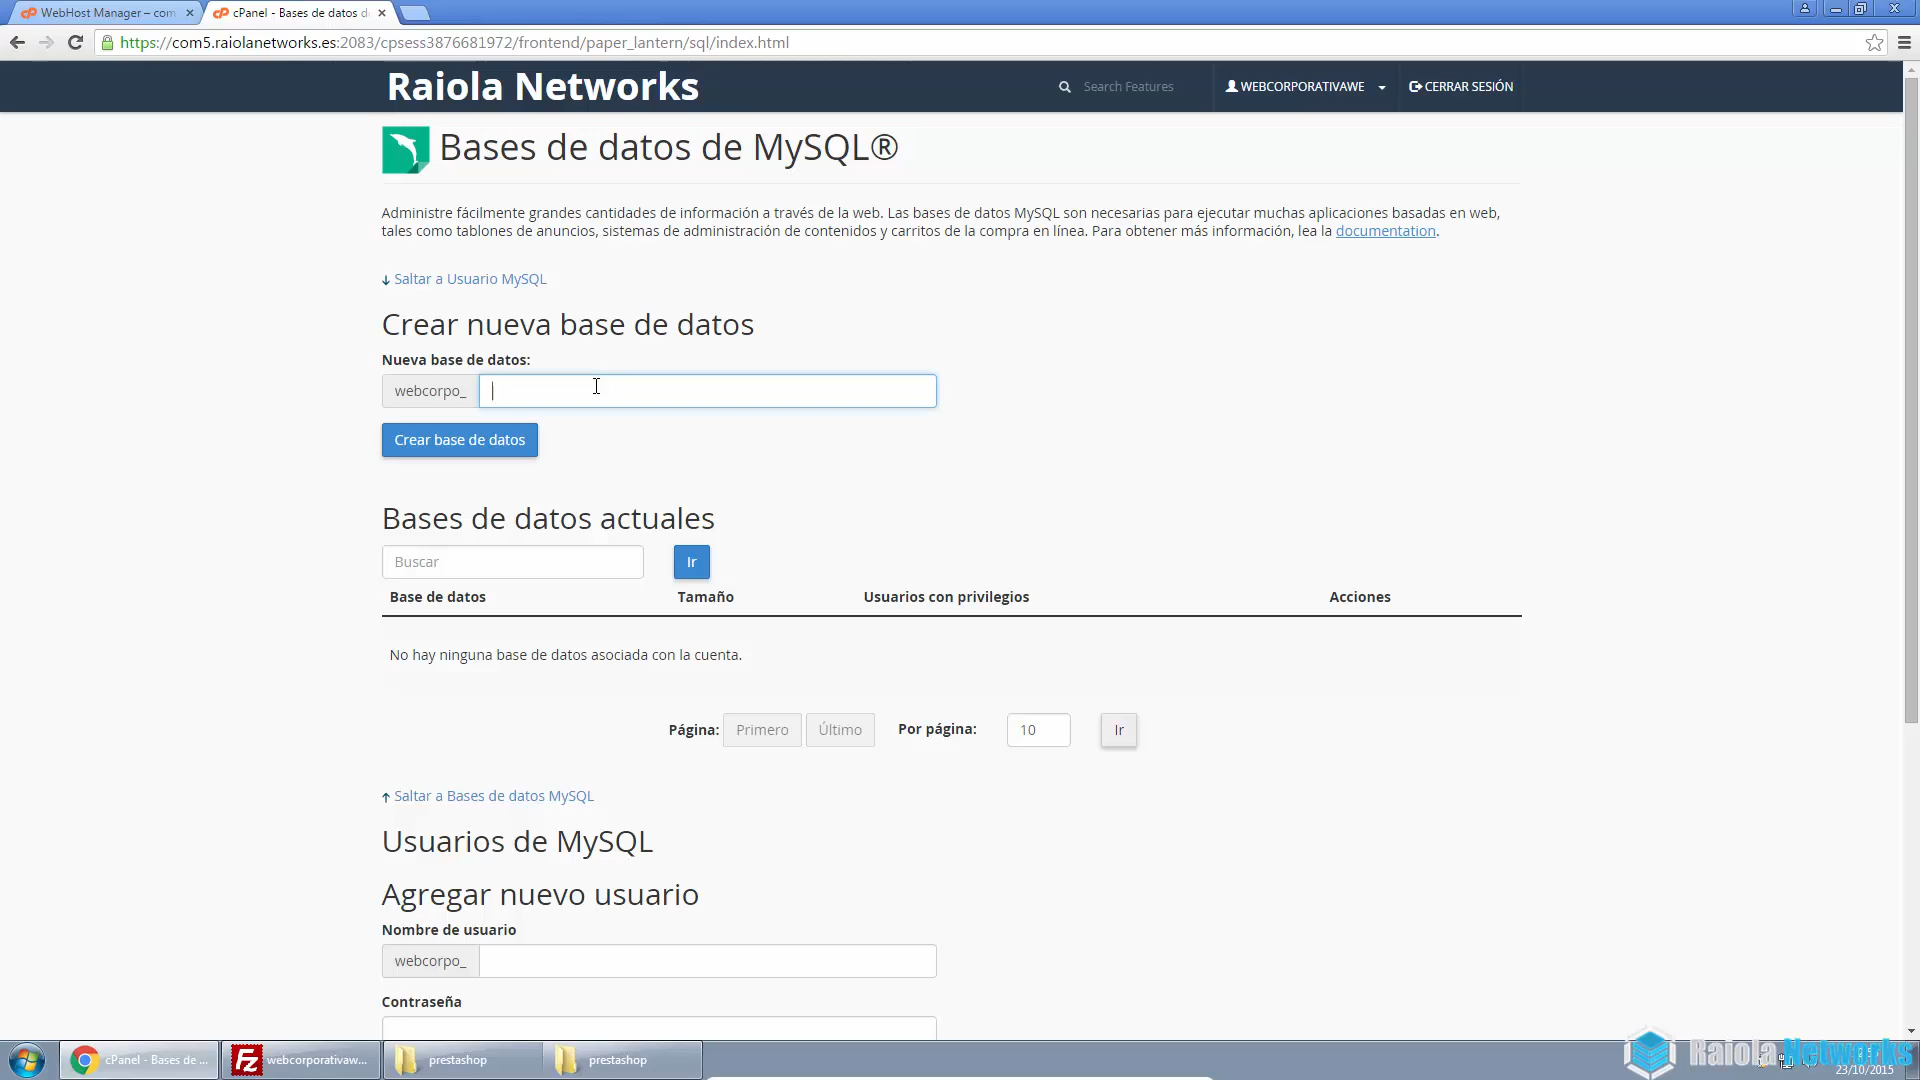 WebHost Manager – com
cPanel - Bases de datos d
https://com5.raiolanetworks.es:2083/cpsess3876681972/frontend/paper_lantern/sql/index.html
Raiola Networks
Search Features
WEBCORPORATIVAWE
CERRAR SESIÓN
Bases de datos de MySQL®
Administre fácilmente grandes cantidades de información a través de la web. Las bases de datos MySQL son necesarias para ejecutar muchas aplicaciones basadas en web,
tales como tablones de anuncios, sistemas de administración de contenidos y carritos de la compra en línea. Para obtener más información, lea la documentation.
Saltar a Usuario MySQL
Crear nueva base de datos
Nueva base de datos:
webcorpo_
Crear base de datos
Bases de datos actuales
Buscar
Ir
Base de datos Tamaño Usuarios con privilegios Acciones
No hay ninguna base de datos asociada con la cuenta.
Página: Primero Último Por página: 10 Ir
Saltar a Bases de datos MySQL
Usuarios de MySQL
Agregar nuevo usuario
Nombre de usuario
webcorpo_
Contraseña
cPanel - Bases de ...
webcorporativaw...
prestashop
prestashop
Raiola Networks
23/10/2015